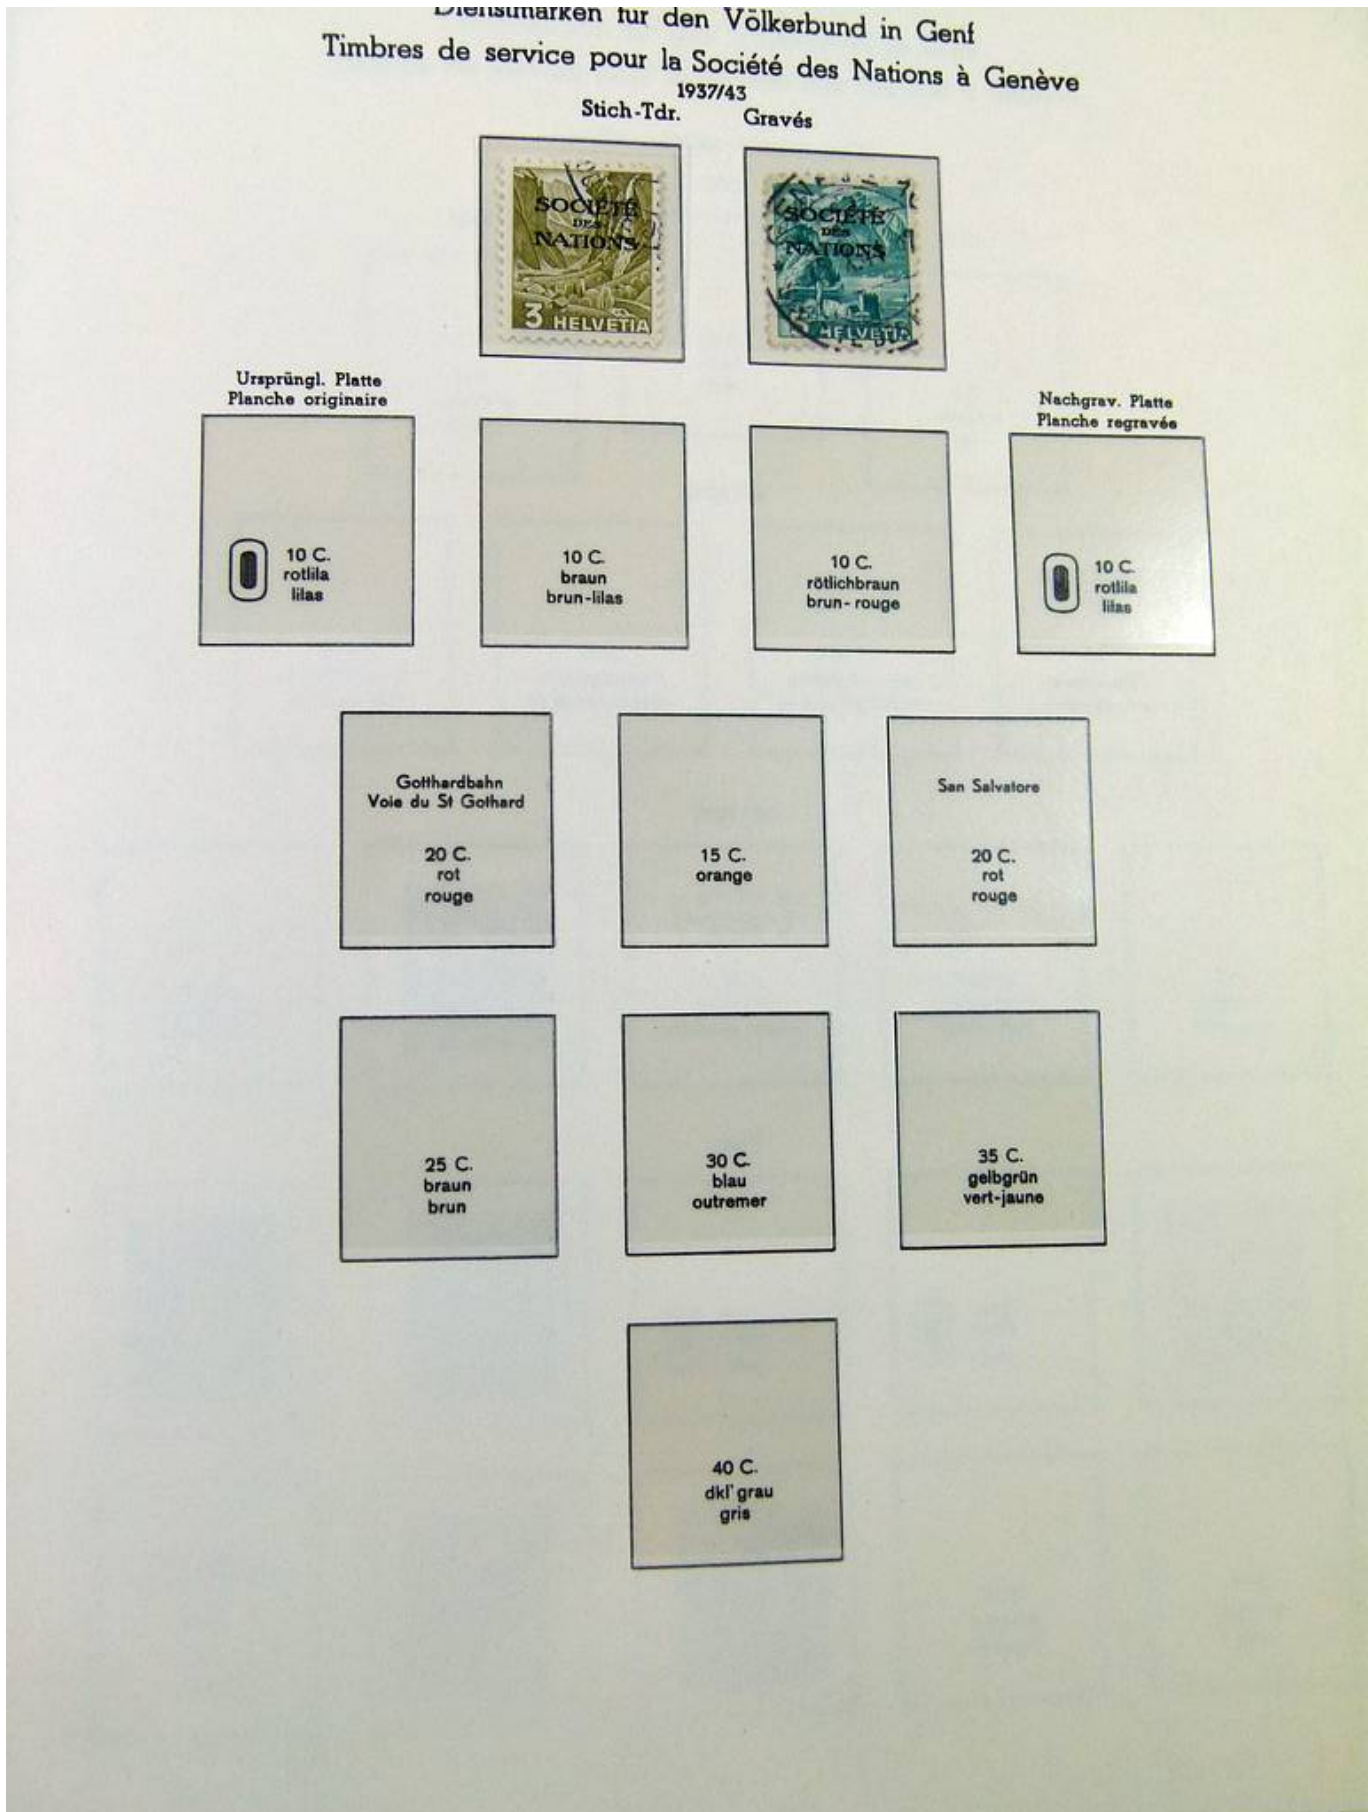 Dienstmarken für den Völkerbund in Genf
Timbres de service pour la Société des Nations à Genève
1937/43
Stich-Tdr. Gravés
SOCIÉTÉ
DES
NATIONS
3 HELVETIA
SOCIÉTÉ
DES
NATIONS
5 HELVETIA
Ursprüngl. Platte
Planche originaire
Nachgrav. Platte
Planche regravée
10 C.
rotlila
lilas
10 C.
braun
brun-lilas
10 C.
rötlichbraun
brun-rouge
10 C.
rotlila
lilas
Gotthardbahn
Voie du St Gothard
20 C.
rot
rouge
15 C.
orange
San Salvatore
20 C.
rot
rouge
25 C.
braun
brun
30 C.
blau
outremer
35 C.
gelbgrün
vert-jaune
40 C.
dkl'grau
gris